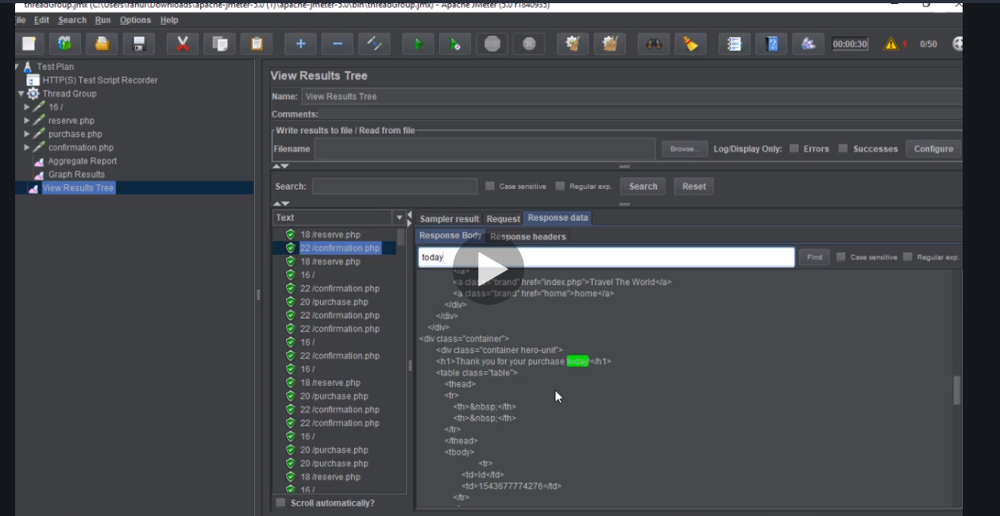 threadGroup.jmx (C:\Users\rahul\Downloads\apache-jmeter-5.0 (1)\apache-jmeter-5.0\bin\threadGroup.jmx) - Apache JMeter (5.0 r1840935)
File Edit Search Run Options Help
00:00:30 1 0/50
Test Plan
HTTP(S) Test Script Recorder
Thread Group
16 /
reserve.php
purchase.php
confirmation.php
Aggregate Report
Graph Results
View Results Tree
View Results Tree
Name: View Results Tree
Comments:
Write results to file / Read from file
Filename Browse... Log/Display Only: Errors Successes Configure
Search: Case sensitive Regular exp. Search Reset
Text
18 /reserve.php
22 /confirmation.php
18 /reserve.php
16 /
22 /confirmation.php
20 /purchase.php
22 /confirmation.php
22 /confirmation.php
16 /
22 /confirmation.php
16 /
18 /reserve.php
20 /purchase.php
22 /confirmation.php
22 /confirmation.php
16 /
20 /purchase.php
20 /purchase.php
18 /reserve.php
16 /
Scroll automatically?
Sampler result Request Response data
Response Body Response headers
today Find Case sensitive Regular exp.
</a>
<a class="brand" href="index.php">Travel The World</a>
<a class="brand" href="home">home</a>
</div>
</div>
</div>
<div class="container">
<div class="container hero-unit">
<h1>Thank you for your purchase today!</h1>
<table class="table">
<thead>
<tr>
<th>&nbsp;</th>
<th>&nbsp;</th>
</tr>
</thead>
<tbody>
<tr>
<td>Id</td>
<td>1543677774276</td>
</tr>